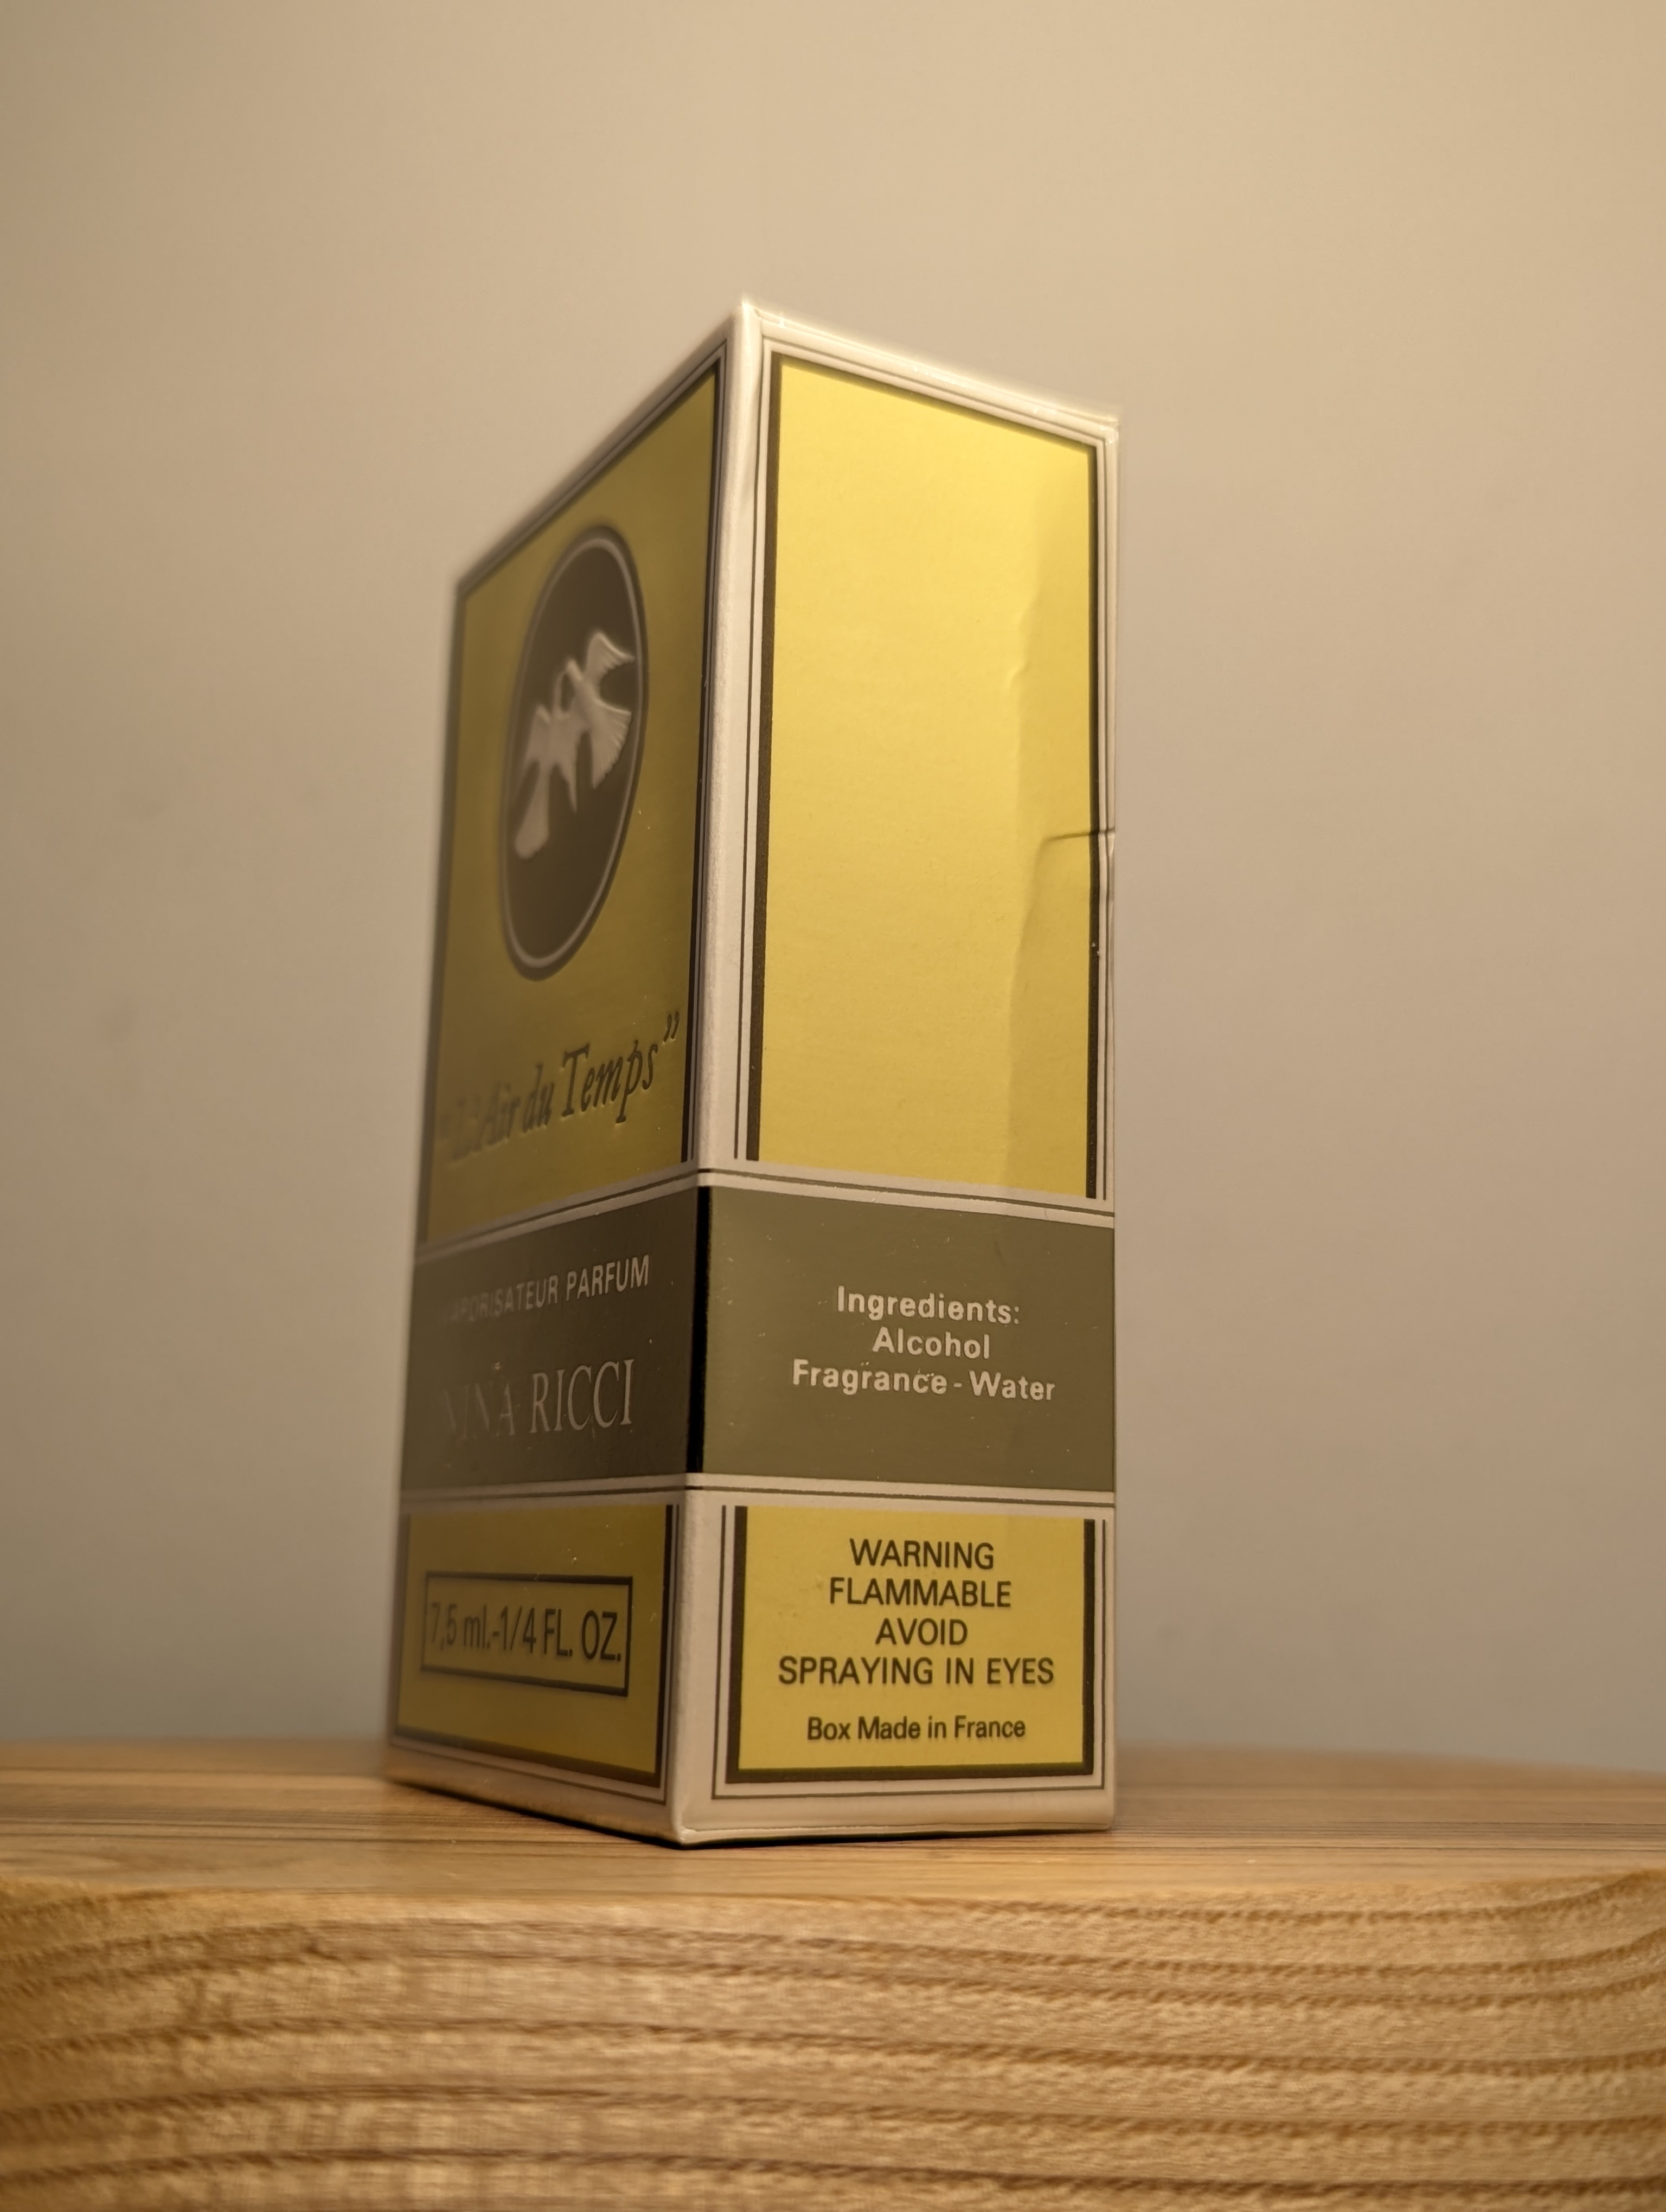 "L'Air du Temps"
VAPORISATEUR PARFUM
NINA RICCI
7,5 ml.-1/4 FL. OZ.
Ingredients:
Alcohol
Fragrance - Water
WARNING
FLAMMABLE
AVOID
SPRAYING IN EYES
Box Made in France